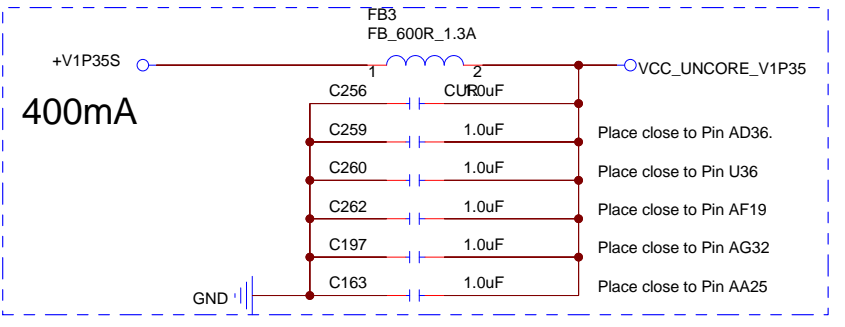 FB3
FB_600R_1.3A
+V1P35S
1
2
VCC_UNCORE_V1P35
400mA
C256 CUR 1.0uF
C259 1.0uF Place close to Pin AD36.
C260 1.0uF Place close to Pin U36
C262 1.0uF Place close to Pin AF19
C197 1.0uF Place close to Pin AG32
C163 1.0uF Place close to Pin AA25
GND